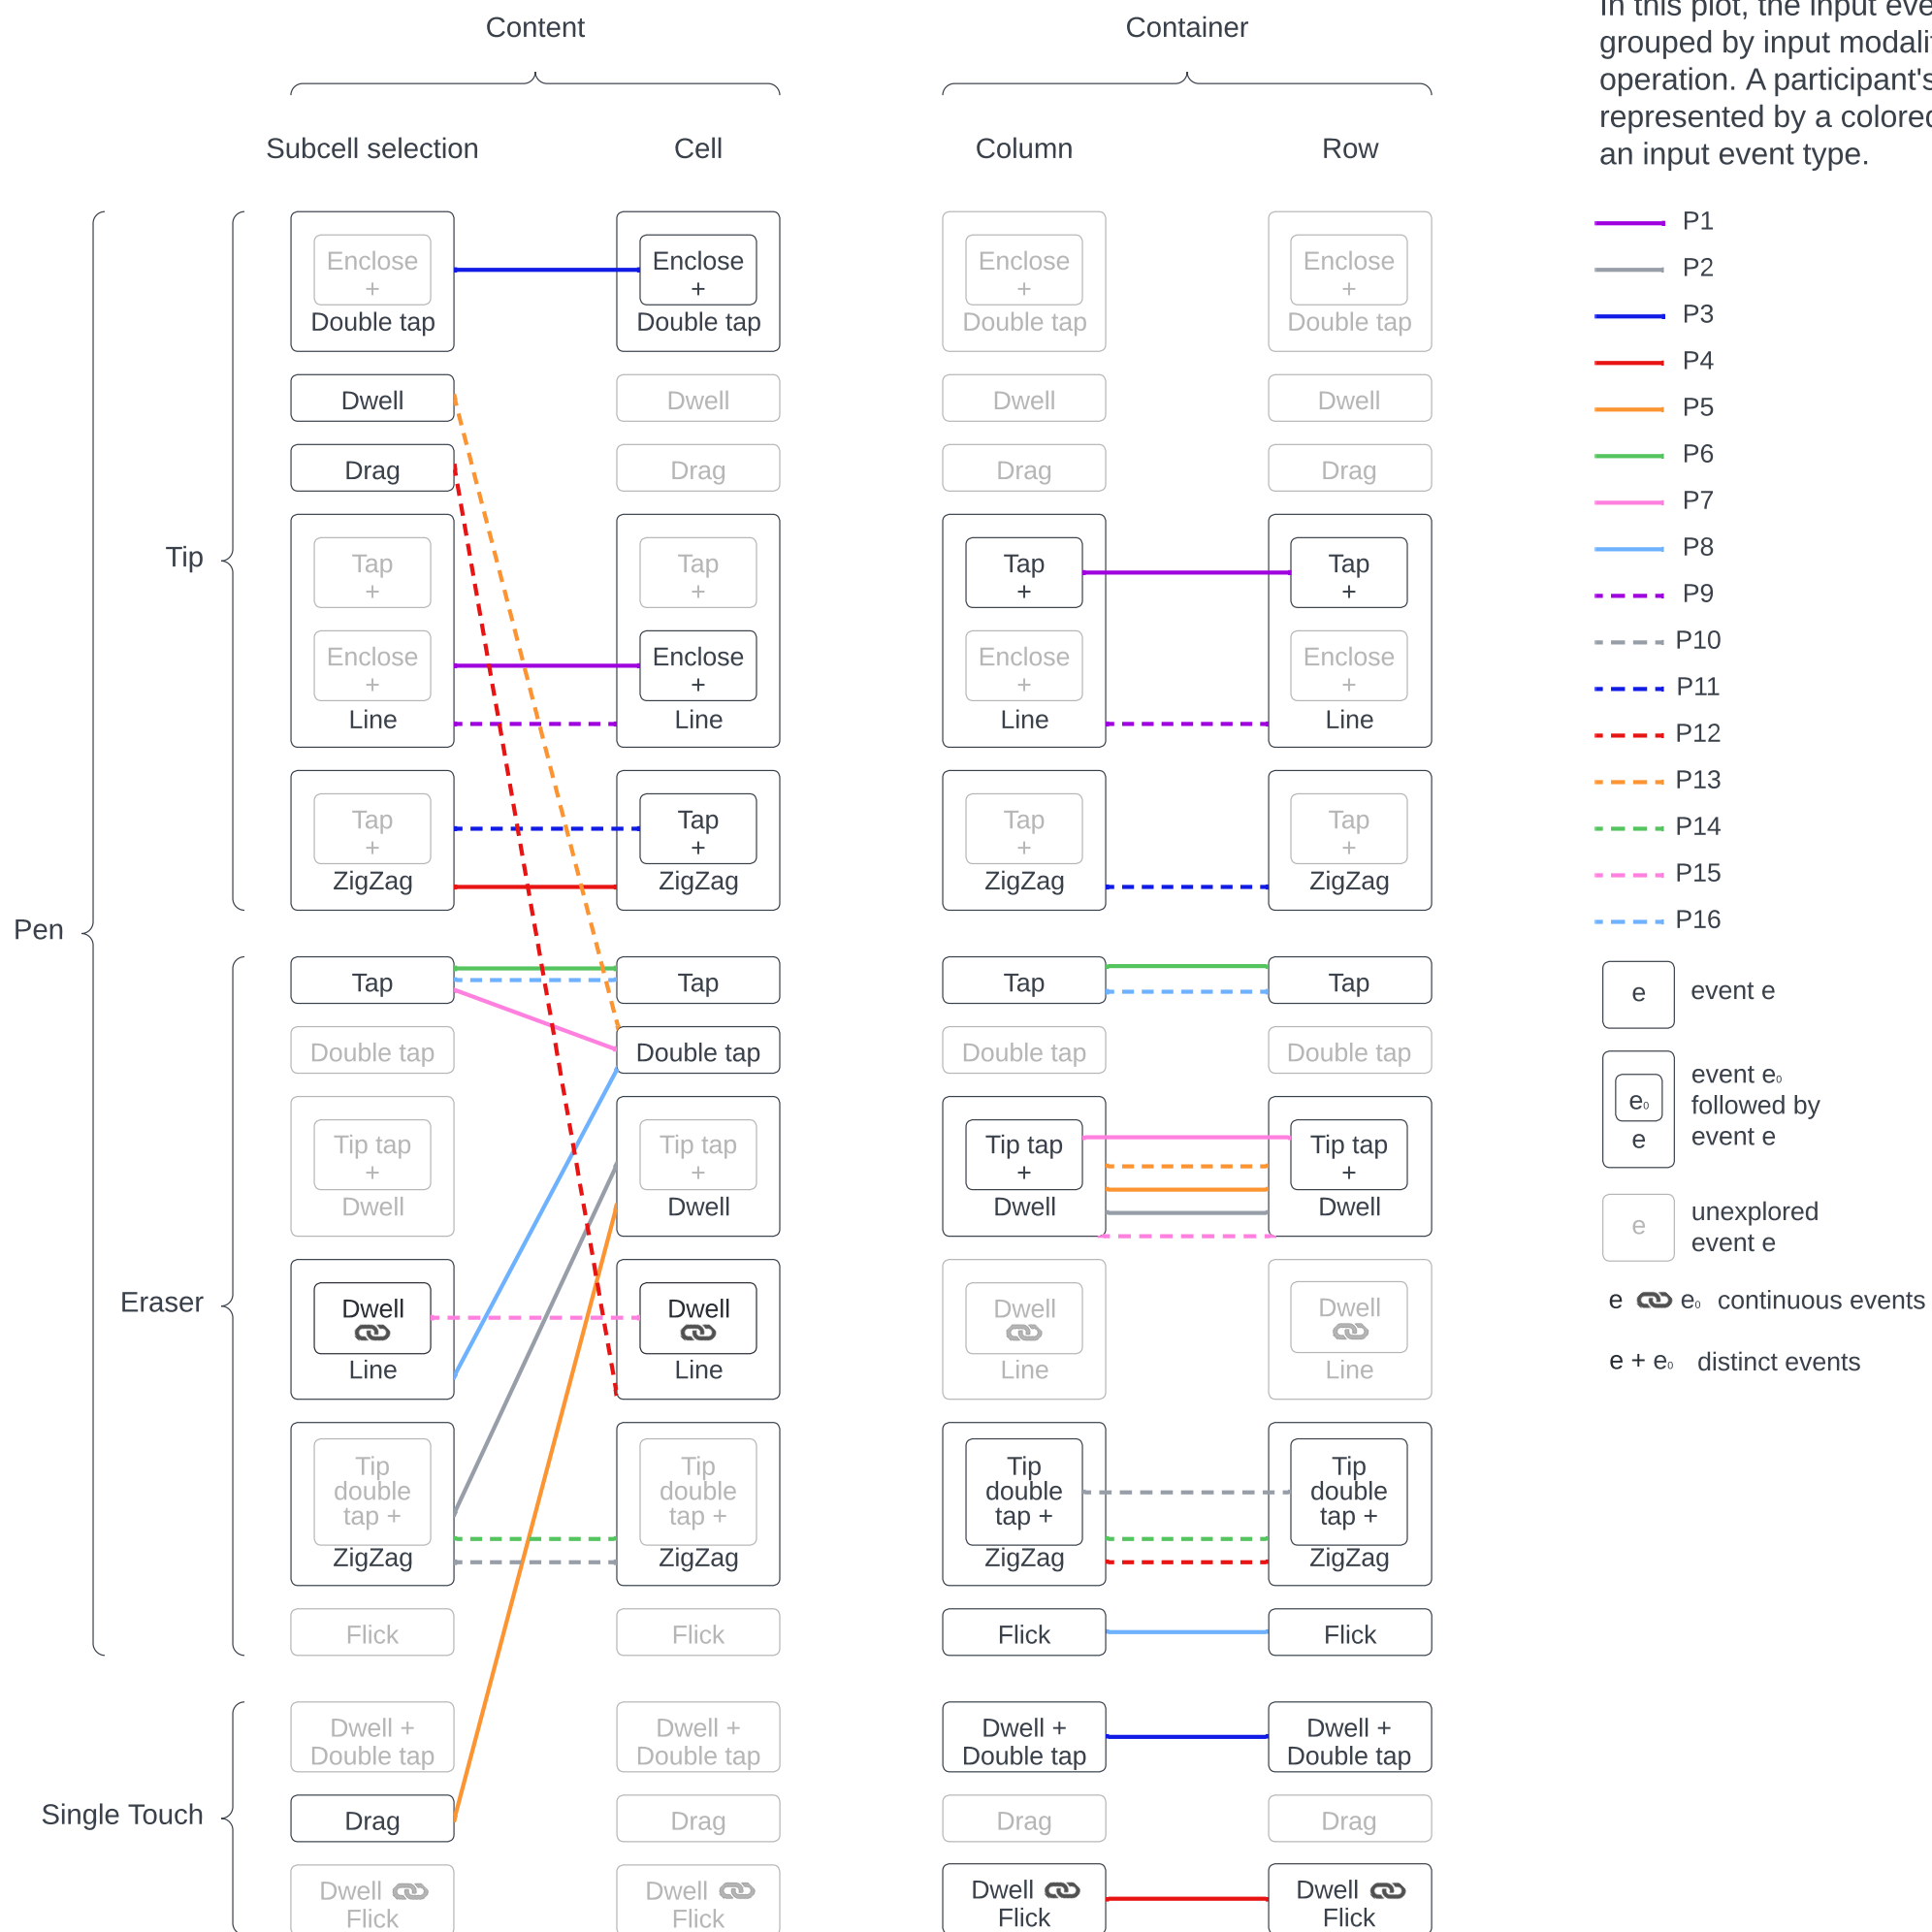 Content
Container
In this plot, the input eve
grouped by input modali
operation. A participant's
represented by a colored
an input event type.
Subcell selection
Cell
Column
Row
Pen
Tip
Enclose
+
Double tap
Enclose
+
Double tap
Enclose
+
Double tap
Enclose
+
Double tap
Dwell
Dwell
Dwell
Dwell
Drag
Drag
Drag
Drag
Tap
+
Tap
+
Tap
+
Tap
+
Enclose
+
Enclose
+
Enclose
+
Enclose
+
Line
Line
Line
Line
Tap
+
Tap
+
Tap
+
Tap
+
ZigZag
ZigZag
ZigZag
ZigZag
Eraser
Tap
Tap
Tap
Tap
Double tap
Double tap
Double tap
Double tap
Tip tap
+
Dwell
Tip tap
+
Dwell
Tip tap
+
Dwell
Tip tap
+
Dwell
Dwell
Line
Dwell
Line
Dwell
Line
Dwell
Line
Tip
double
tap +
ZigZag
Tip
double
tap +
ZigZag
Tip
double
tap +
ZigZag
Tip
double
tap +
ZigZag
Flick
Flick
Flick
Flick
Single Touch
Dwell +
Double tap
Dwell +
Double tap
Dwell +
Double tap
Dwell +
Double tap
Drag
Drag
Drag
Drag
Dwell
Flick
Dwell
Flick
Dwell
Flick
Dwell
Flick
P1
P2
P3
P4
P5
P6
P7
P8
P9
P10
P11
P12
P13
P14
P15
P16
e
event e
e₀
e
event e₀
followed by
event e
e
unexplored
event e
e e₀ continuous events
e + e₀ distinct events